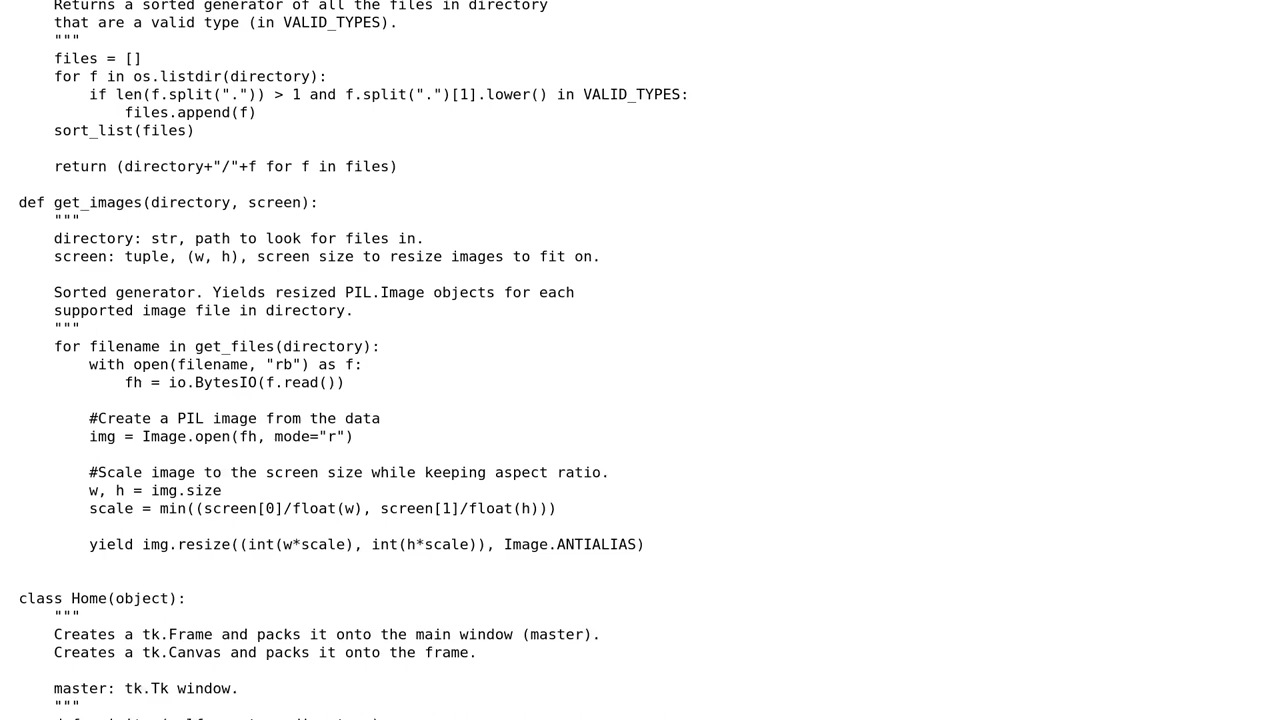 Returns a sorted generator of all the files in directory
that are a valid type (in VALID_TYPES).
"""
files = []
for f in os.listdir(directory):
if len(f.split(".")) > 1 and f.split(".")[1].lower() in VALID_TYPES:
files.append(f)
sort_list(files)
return (directory+"/"+f for f in files)
def get_images(directory, screen):
"""
directory: str, path to look for files in.
screen: tuple, (w, h), screen size to resize images to fit on.
Sorted generator. Yields resized PIL.Image objects for each
supported image file in directory.
"""
for filename in get_files(directory):
with open(filename, "rb") as f:
fh = io.BytesIO(f.read())
#Create a PIL image from the data
img = Image.open(fh, mode="r")
#Scale image to the screen size while keeping aspect ratio.
w, h = img.size
scale = min((screen[0]/float(w), screen[1]/float(h)))
yield img.resize((int(w*scale), int(h*scale)), Image.ANTIALIAS)
class Home(object):
"""
Creates a tk.Frame and packs it onto the main window (master).
Creates a tk.Canvas and packs it onto the frame.
master: tk.Tk window.
"""